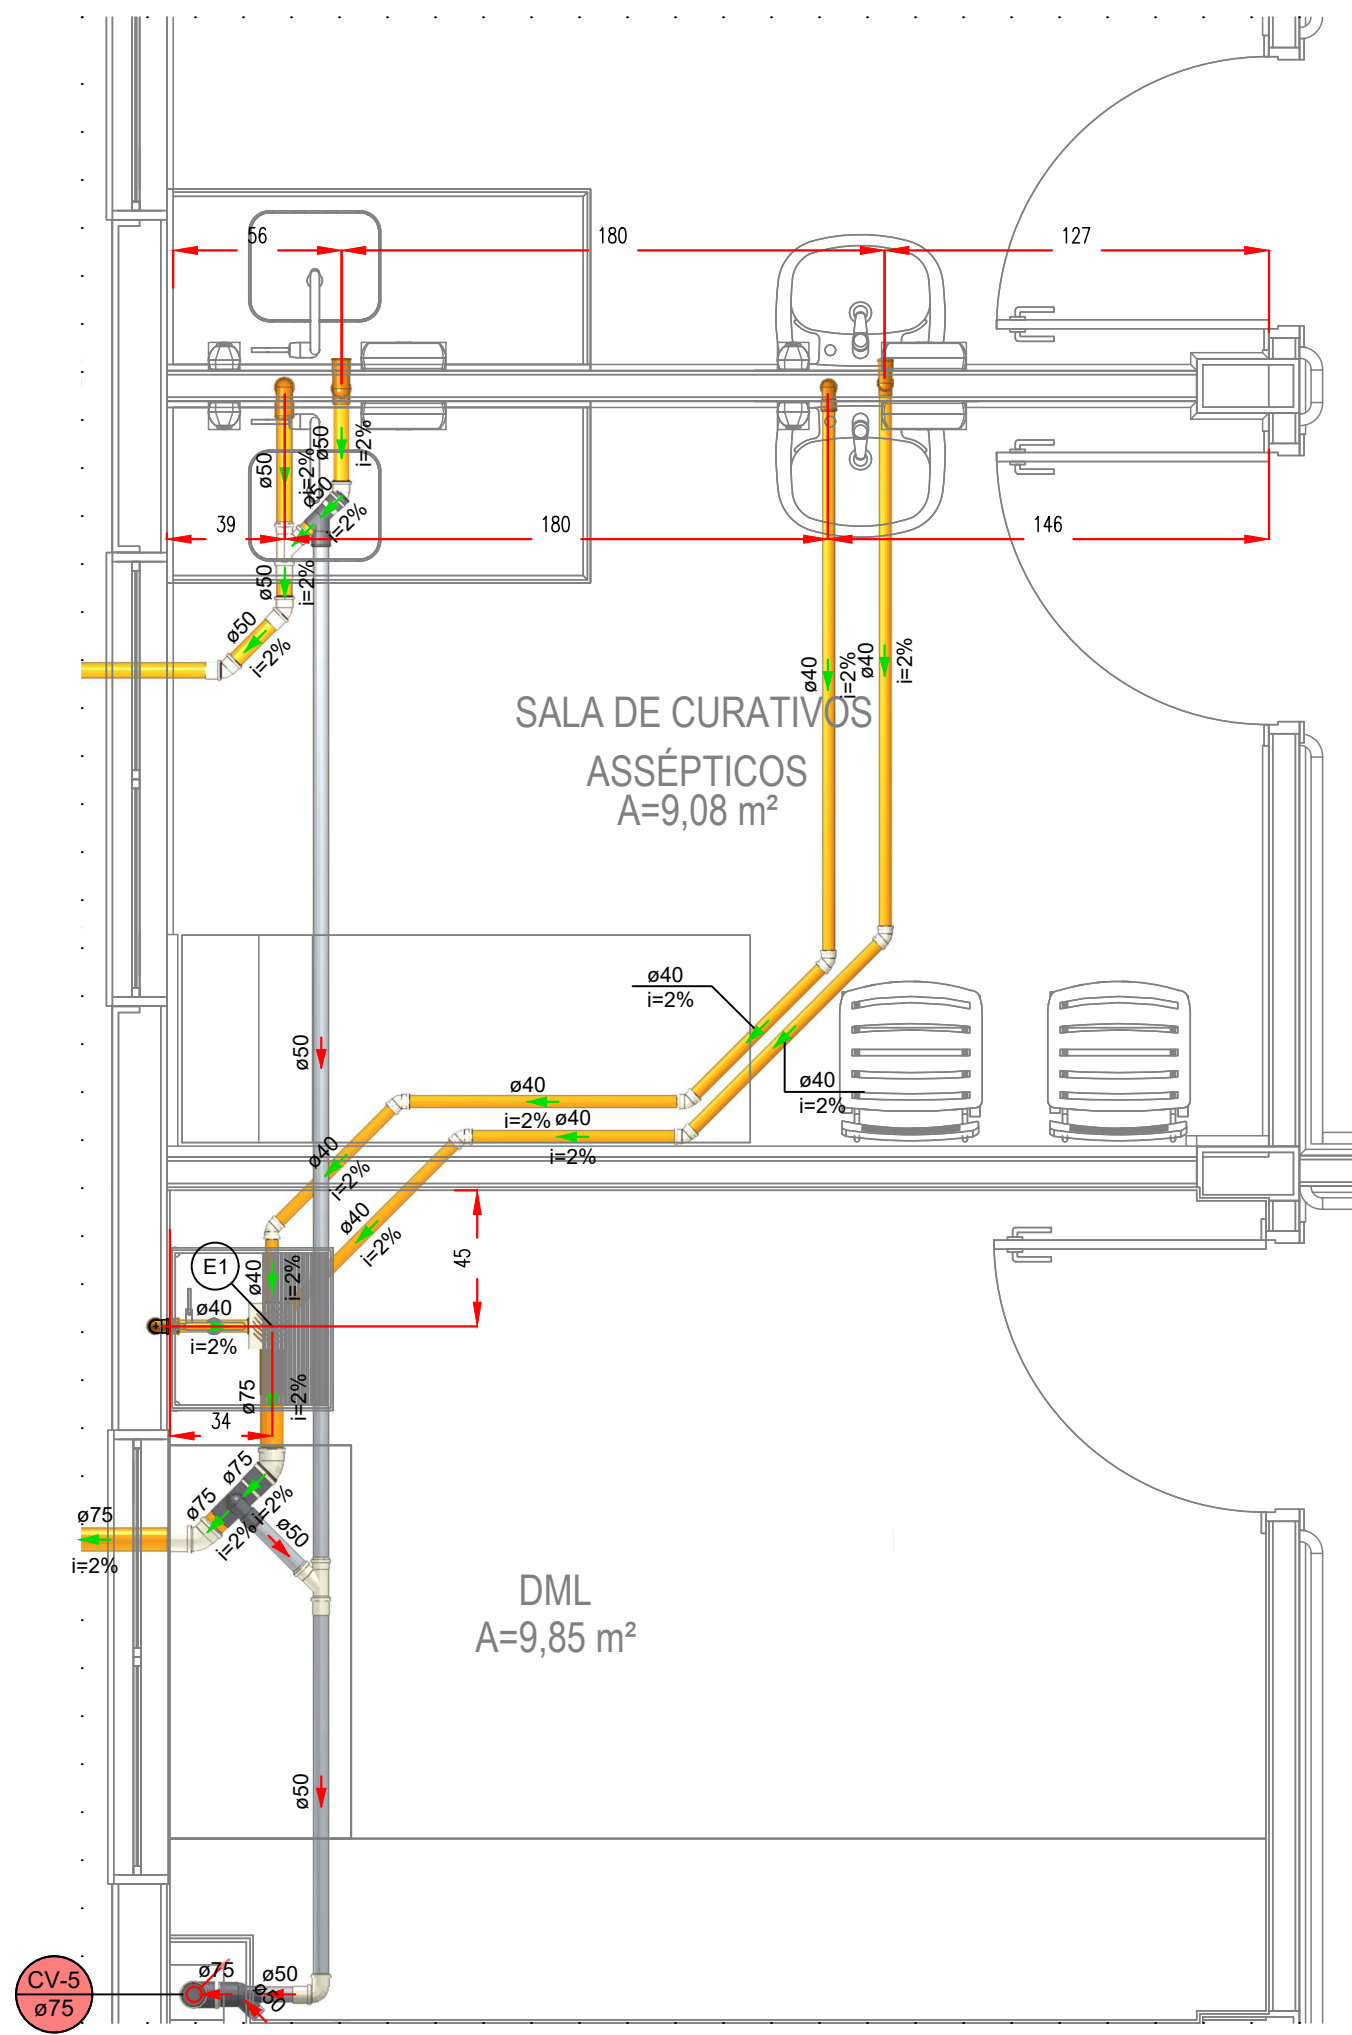 56
180
127
ø50
i=2%
ø50
i=2%
ø50
i=2%
39
180
146
ø50
i=2%
ø50
i=2%
ø40
i=2%
ø40
i=2%
SALA DE CURATIVOS
ASSÉPTICOS
A=9,08 m²
ø40
i=2%
ø50
ø40
i=2%
ø40
i=2%
ø40
i=2%
ø40
i=2%
ø40
i=2%
45
E1
ø40
i=2%
ø40
i=2%
ø75
i=2%
34
ø75
i=2%
ø75
i=2%
ø75
i=2%
ø50
DML
A=9,85 m²
ø50
CV-5
ø75
ø75
ø50
ø50